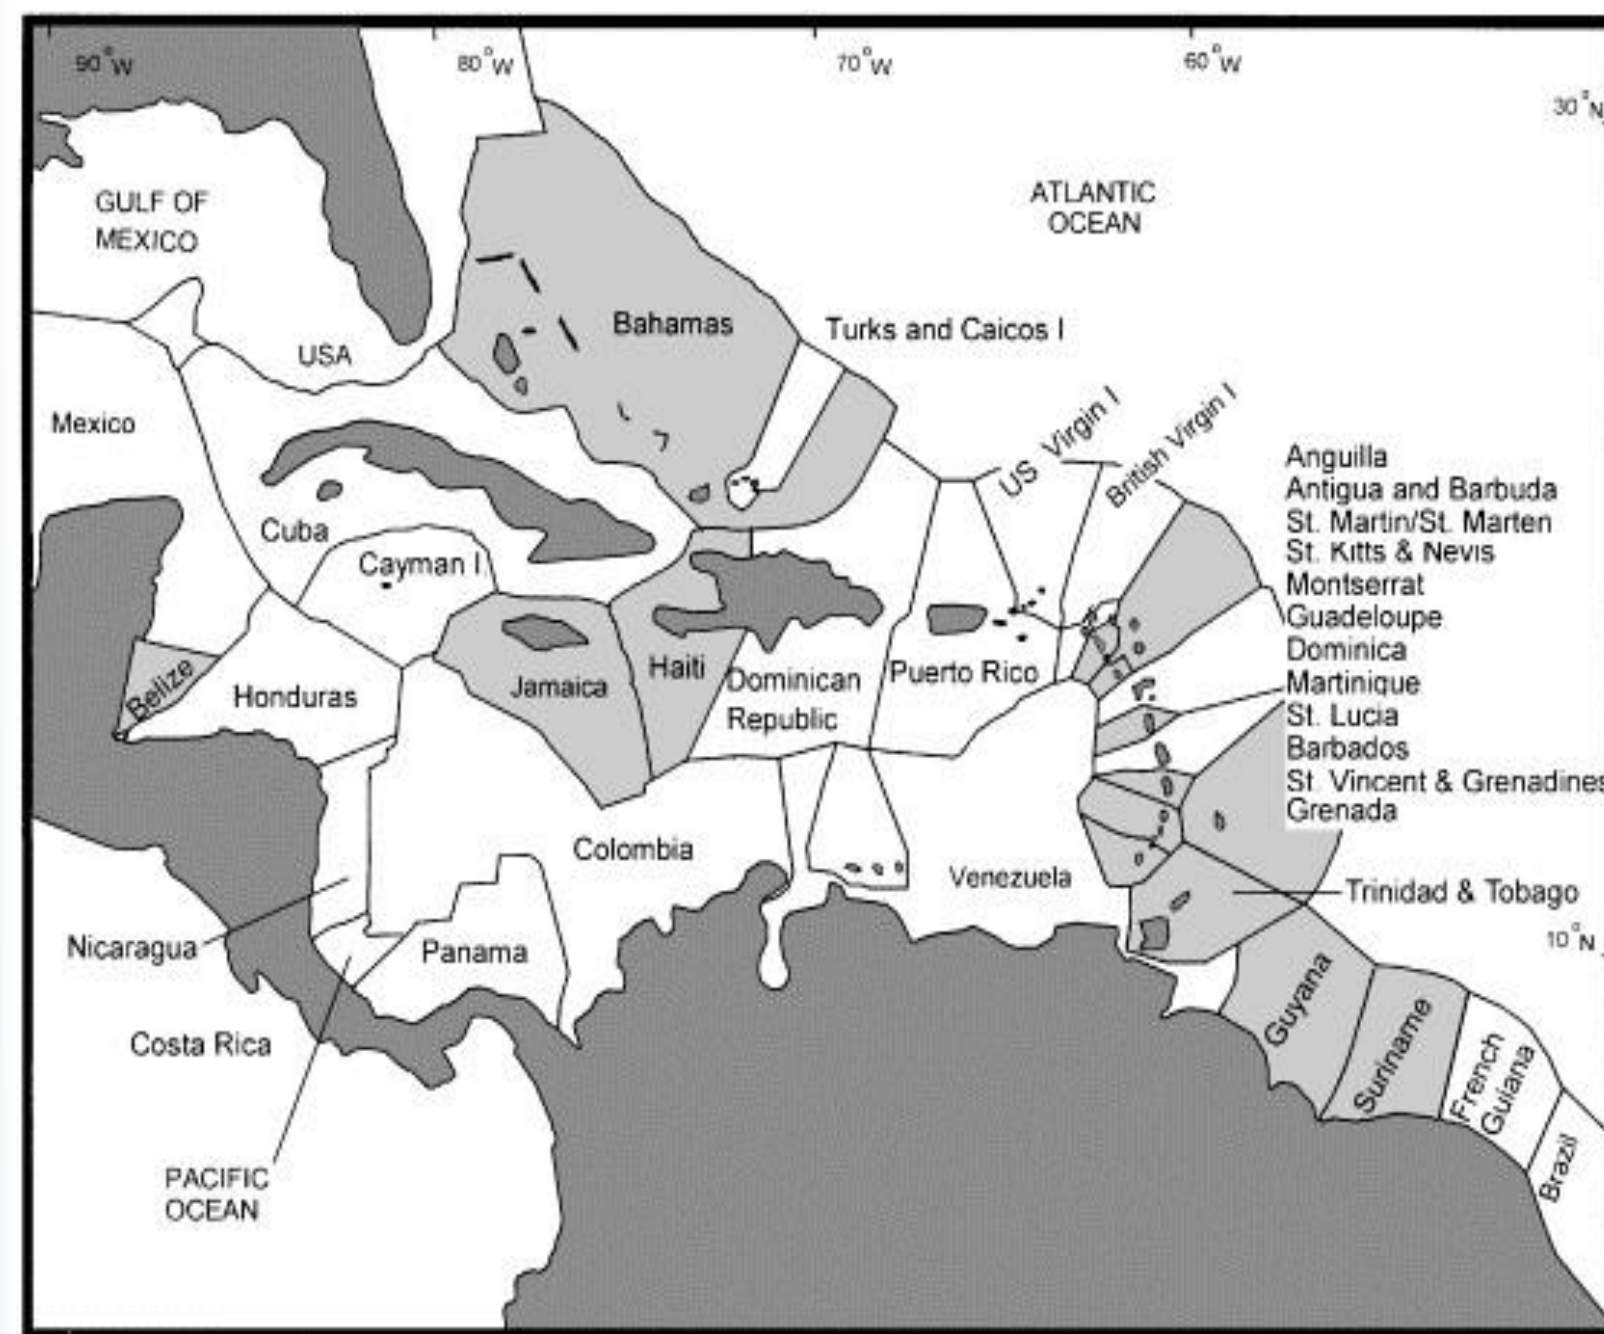 90°W
80°W
70°W
60°W
30°N
GULF OF
MEXICO
ATLANTIC
OCEAN
Bahamas
Turks and Caicos I
USA
Mexico
US Virgin I
British Virgin I
Anguilla
Antigua and Barbuda
St. Martin/St. Marten
St. Kitts & Nevis
Montserrat
Guadeloupe
Dominica
Martinique
St. Lucia
Barbados
St. Vincent & Grenadines
Grenada
Cuba
Cayman I
Belize
Honduras
Jamaica
Haiti
Dominican
Republic
Puerto Rico
Colombia
Venezuela
Trinidad & Tobago
Nicaragua
Panama
10°N
Costa Rica
Guyana
Suriname
French
Guiana
Brazil
PACIFIC
OCEAN